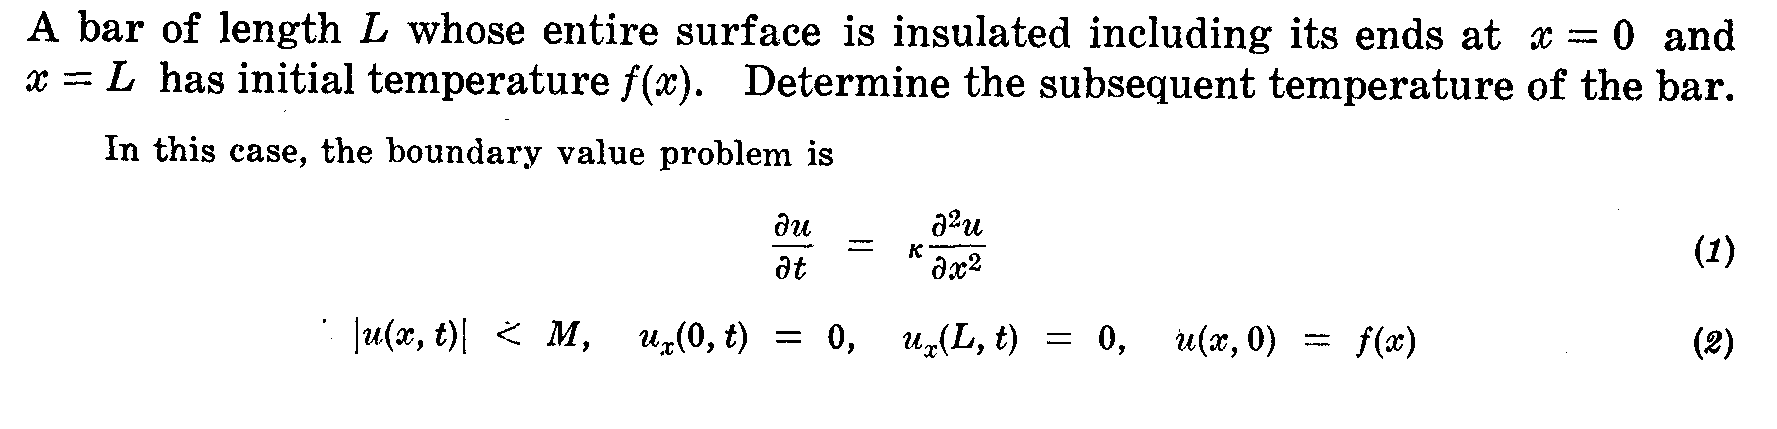 A bar of length L whose entire surface is insulated including its ends at x = 0 and
x = L has initial temperature f(x). Determine the subsequent temperature of the bar.
In this case, the boundary value problem is
∂u/∂t = κ ∂²u/∂x² (1)
|u(x, t)| < M, uₓ(0, t) = 0, uₓ(L, t) = 0, u(x, 0) = f(x) (2)